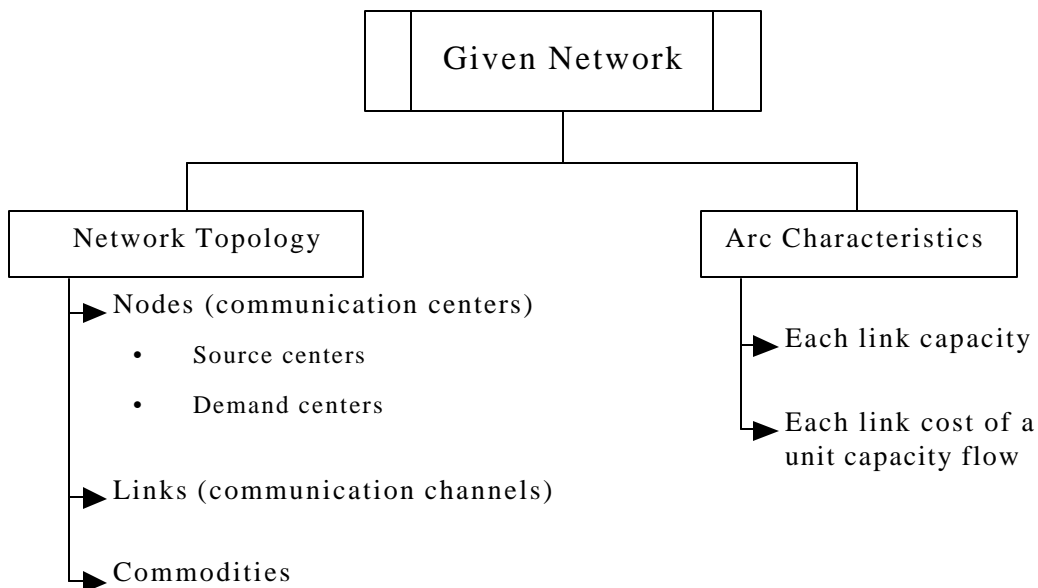 Given Network
Network Topology
Nodes (communication centers)
• Source centers
• Demand centers
Links (communication channels)
Commodities
Arc Characteristics
Each link capacity
Each link cost of a
unit capacity flow